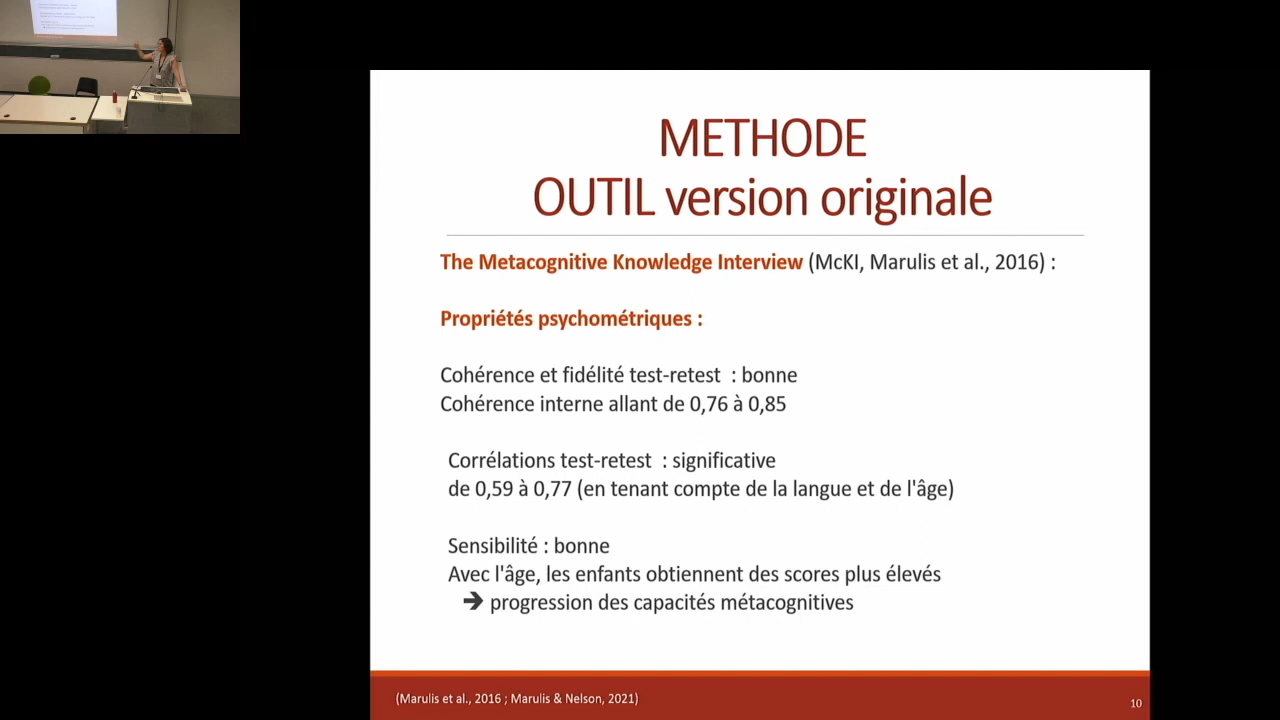 METHODE
OUTIL version originale
The Metacognitive Knowledge Interview (McKI, Marulis et al., 2016) :
Propriétés psychométriques :
Cohérence et fidélité test-retest : bonne
Cohérence interne allant de 0,76 à 0,85
Corrélations test-retest : significative
de 0,59 à 0,77 (en tenant compte de la langue et de l'âge)
Sensibilité : bonne
Avec l'âge, les enfants obtiennent des scores plus élevés
➔ progression des capacités métacognitives
(Marulis et al., 2016 ; Marulis & Nelson, 2021)
10